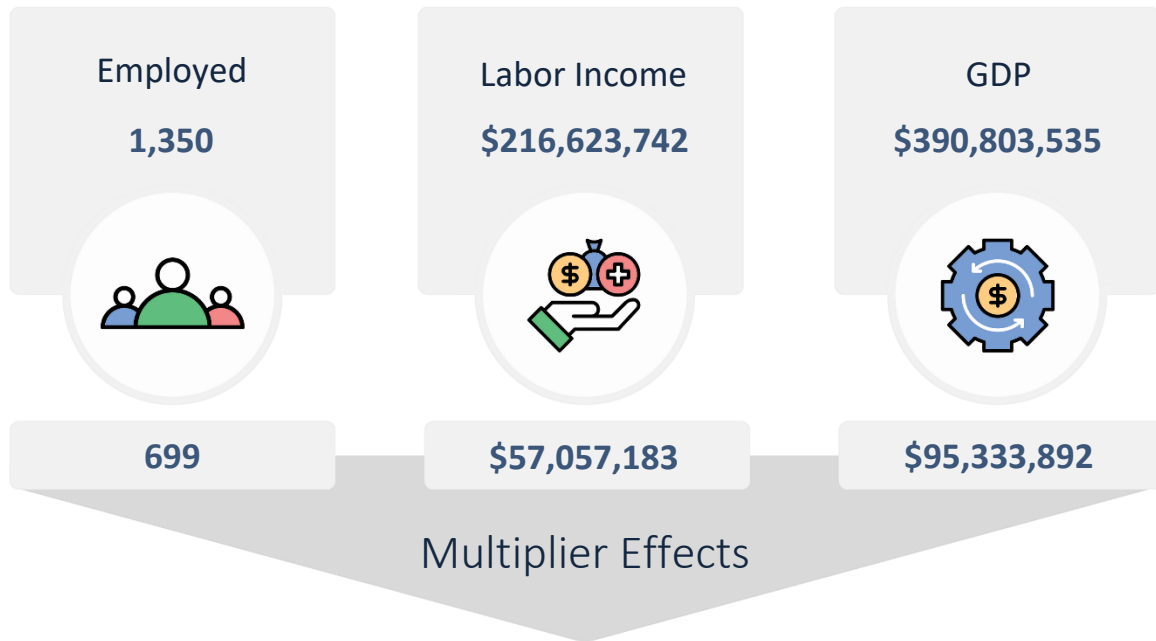 Employed
1,350
Labor Income
$216,623,742
GDP
$390,803,535
$
$
699
$57,057,183
$95,333,892
Multiplier Effects